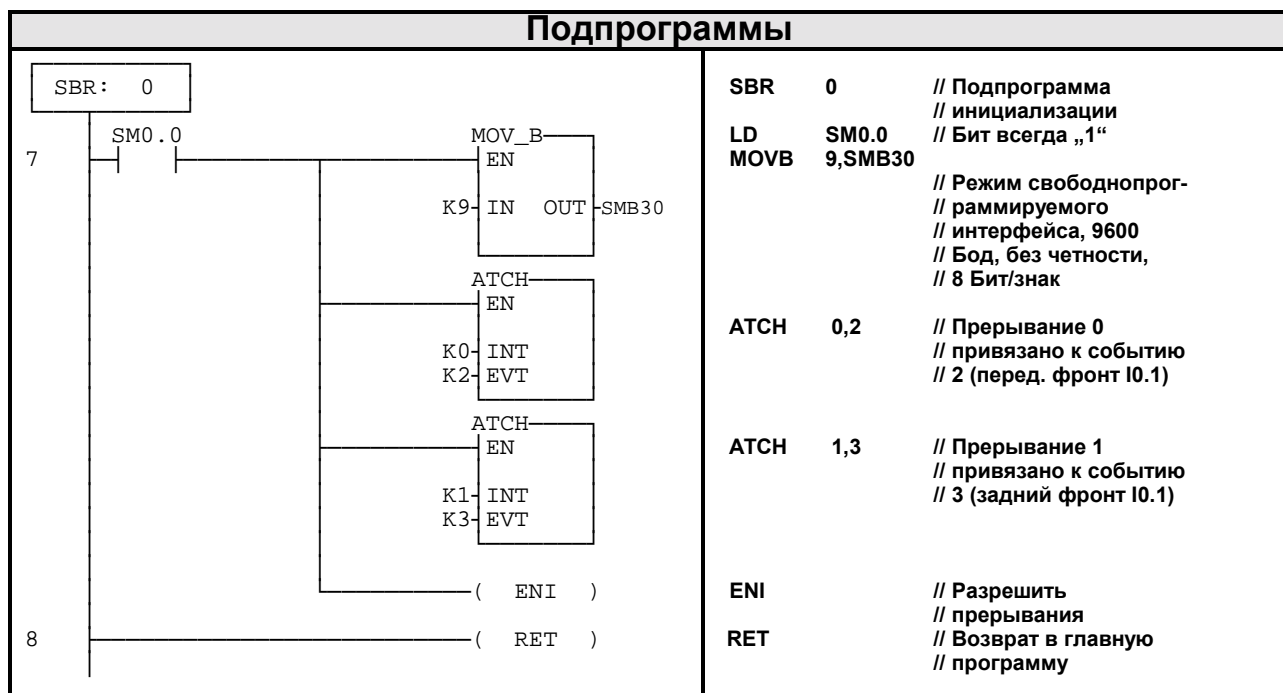 Подпрограммы
SBR: 0
SM0.0
MOV_B
7
EN
K9 IN OUT SMB30
ATCH
EN
K0 INT
K2 EVT
ATCH
EN
K1 INT
K3 EVT
( ENI )
8 ( RET )
SBR 0 // Подпрограмма
// инициализации
LD SM0.0 // Бит всегда „1“
MOVB 9,SMB30
// Режим свободнопрог-
// раммируемого
// интерфейса, 9600
// Бод, без четности,
// 8 Бит/знак
ATCH 0,2 // Прерывание 0
// привязано к событию
// 2 (перед. фронт I0.1)
ATCH 1,3 // Прерывание 1
// привязано к событию
// 3 (задний фронт I0.1)
ENI // Разрешить
// прерывания
RET // Возврат в главную
// программу